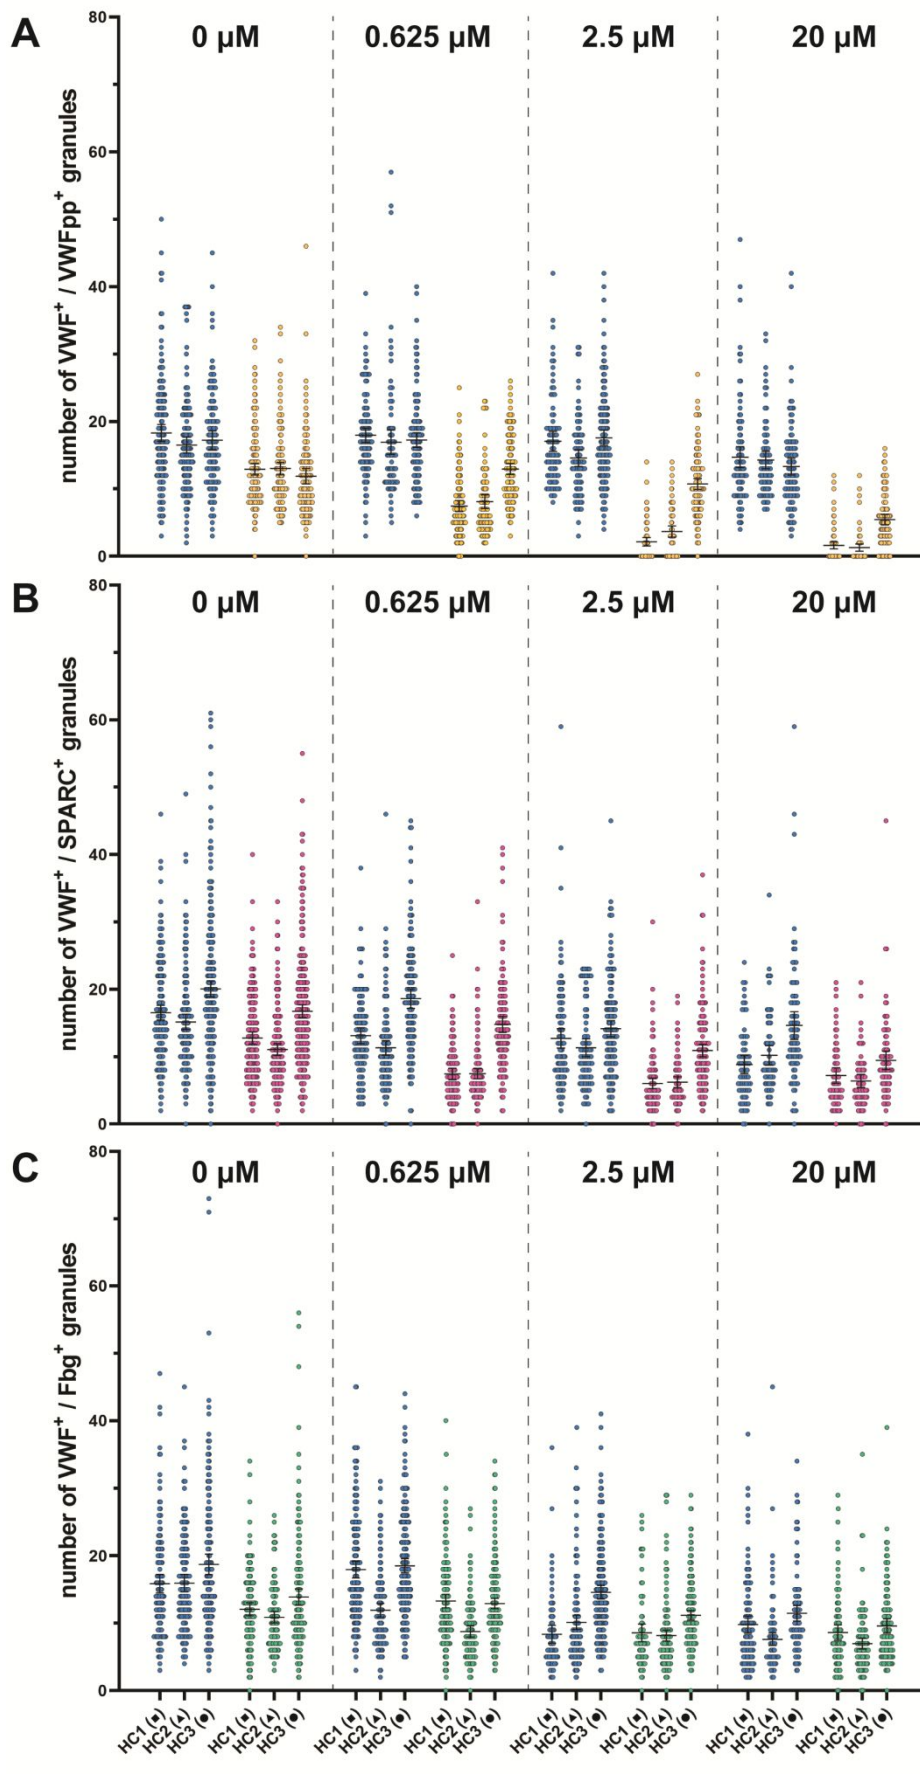 A
0 μM 0.625 μM 2.5 μM 20 μM
number of VWF⁺ / VWFpp⁺ granules
80
60
40
20
0
B
0 μM 0.625 μM 2.5 μM 20 μM
number of VWF⁺ / SPARC⁺ granules
80
60
40
20
0
C
0 μM 0.625 μM 2.5 μM 20 μM
number of VWF⁺ / Fbg⁺ granules
80
60
40
20
0
HC1 (■) HC2 (▲) HC3 (●) HC1 (■) HC2 (▲) HC3 (●) HC1 (■) HC2 (▲) HC3 (●) HC1 (■) HC2 (▲) HC3 (●) HC1 (■) HC2 (▲) HC3 (●) HC1 (■) HC2 (▲) HC3 (●) HC1 (■) HC2 (▲) HC3 (●) HC1 (■) HC2 (▲) HC3 (●)